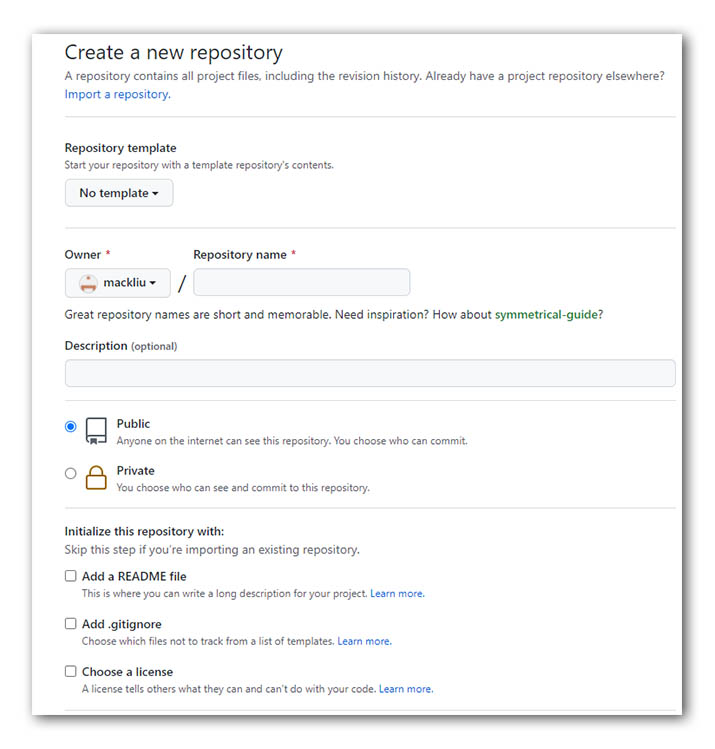 Create a new repository
A repository contains all project files, including the revision history. Already have a project repository elsewhere?
Import a repository.
Repository template
Start your repository with a template repository's contents.
No template
Owner * Repository name *
mackliu /
Great repository names are short and memorable. Need inspiration? How about symmetrical-guide?
Description (optional)
Public
Anyone on the internet can see this repository. You choose who can commit.
Private
You choose who can see and commit to this repository.
Initialize this repository with:
Skip this step if you're importing an existing repository.
Add a README file
This is where you can write a long description for your project. Learn more.
Add .gitignore
Choose which files not to track from a list of templates. Learn more.
Choose a license
A license tells others what they can and can't do with your code. Learn more.